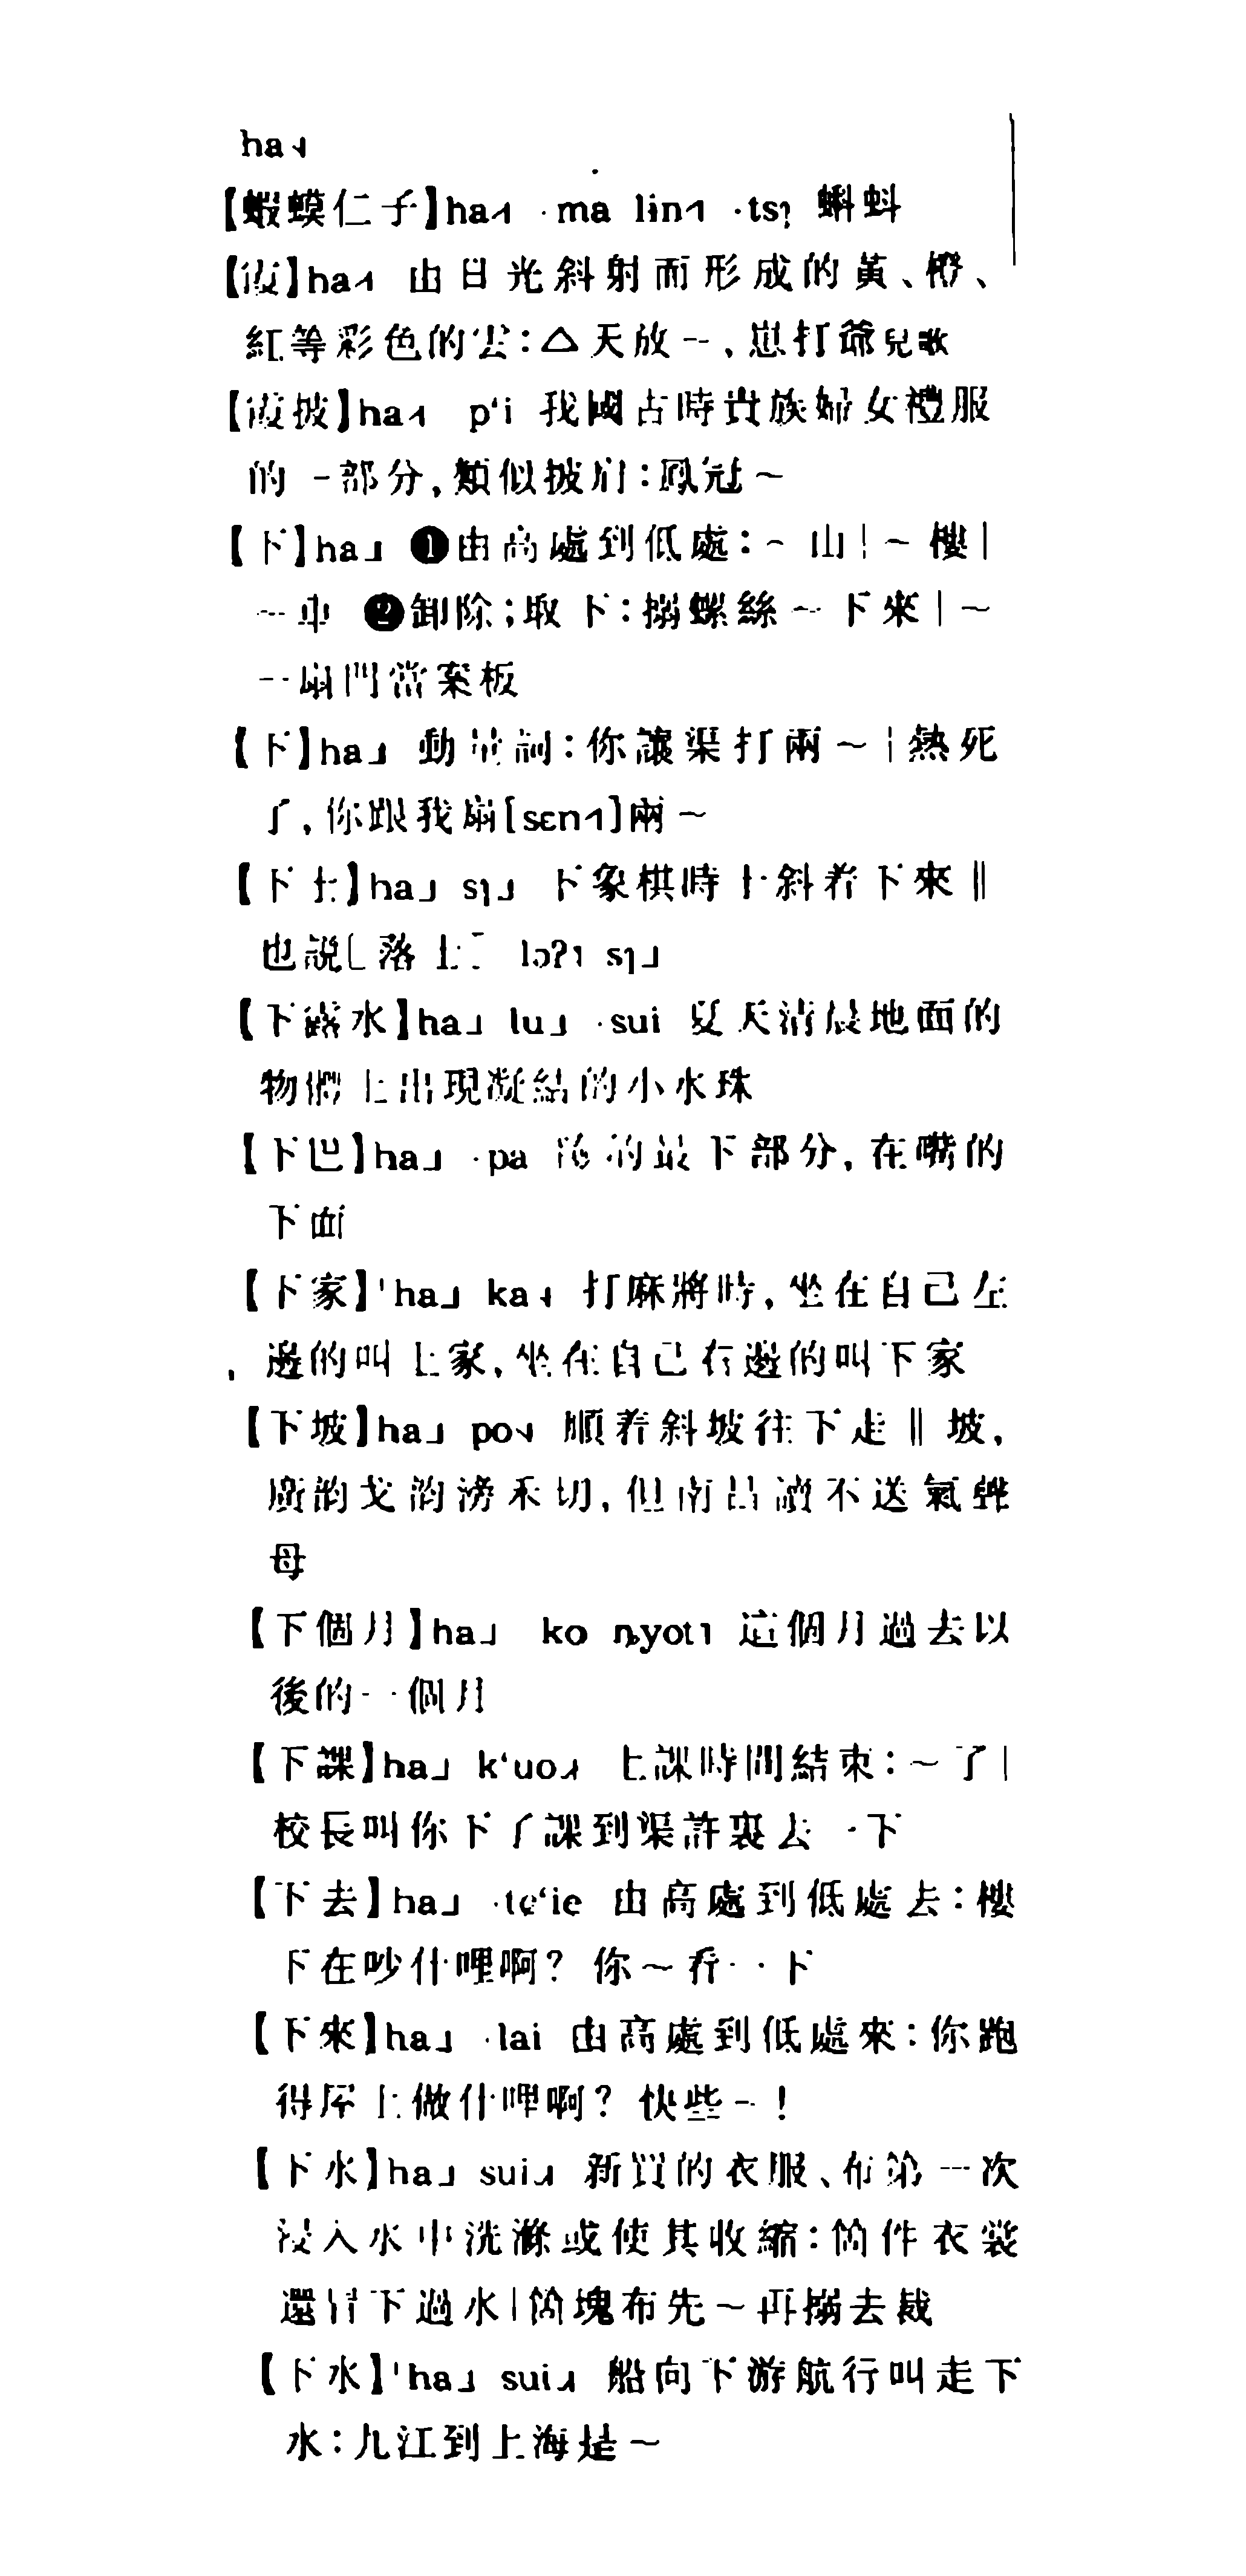 ha˧˥
【蝦蟆仁子】ha˧˥ ·ma lin˧˥ ·tsɿ 蝌蚪
【霞】ha˧˥ 由日光斜射而形成的黃、橙、
紅等彩色的雲：△天放～，崽打爺兒歌
【霞披】ha˧˥ p‘i 我國古時貴族婦女禮服
的一部分，類似披肩：鳳冠～
【下】ha˩ ❶由高處到低處：～山｜～樓｜
～車 ❷卸除；取下：搦螺絲～下來｜～
一扇門當案板
【下】ha˩ 動量詞：你讓渠打兩～｜熱死
了，你跟我扇[sɛn˧˥]兩～
【下士】ha˩ sɿ˩ 下象棋時士斜着下來‖
也說［落士］ lɔʔ˥ sɿ˩
【下露水】ha˩ lu˩ ·sui 夏天清晨地面的
物體上出現凝結的小水珠
【下巴】ha˩ ·pa 臉的最下部分，在嘴的
下面
【下家】'ha˩ ka˦˨ 打麻將時，坐在自己左
邊的叫上家，坐在自己右邊的叫下家
【下坡】ha˩ po˦˨ 順着斜坡往下走‖坡，
廣韵戈韵滂禾切，但南昌讀不送氣聲
母
【下個月】ha˩ ko ȵyot˥ 這個月過去以
後的一個月
【下課】ha˩ k‘uo˨˩˧ 上課時間結束：～了｜
校長叫你下了課到渠許裏去一下
【下去】ha˩ ·tɕ‘ie 由高處到低處去：樓
下在吵什哩啊？你～看一下
【下來】ha˩ ·lai 由高處到低處來：你跑
得屋上做什哩啊？快些～！
【下水】ha˩ sui˨˩˧ 新買的衣服、布第一次
浸入水中洗滌或使其收縮：箇件衣裳
還冇下過水｜箇塊布先～再搦去裁
【下水】'ha˩ sui˨˩˧ 船向下游航行叫走下
水：九江到上海是～